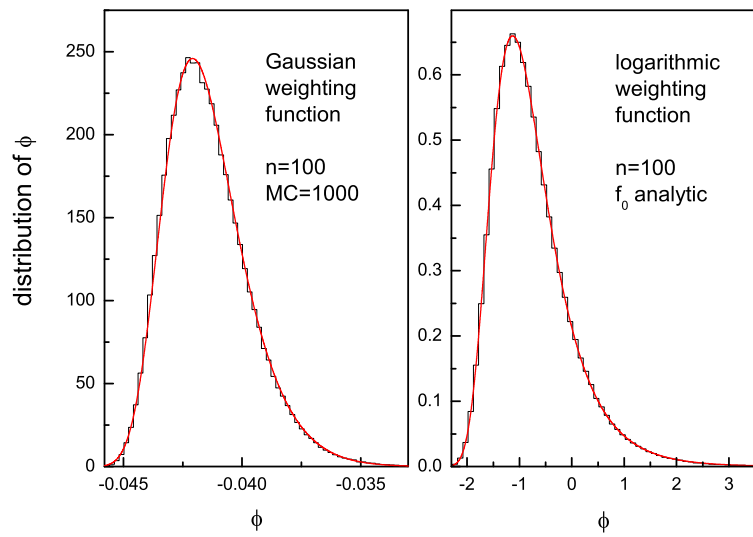 distribution of ϕ
250
200
150
100
50
0
-0.045
-0.040
-0.035
ϕ
Gaussian
weighting
function
n=100
MC=1000
0.6
0.5
0.4
0.3
0.2
0.1
0.0
-2
-1
0
1
2
3
ϕ
logarithmic
weighting
function
n=100
f₀ analytic